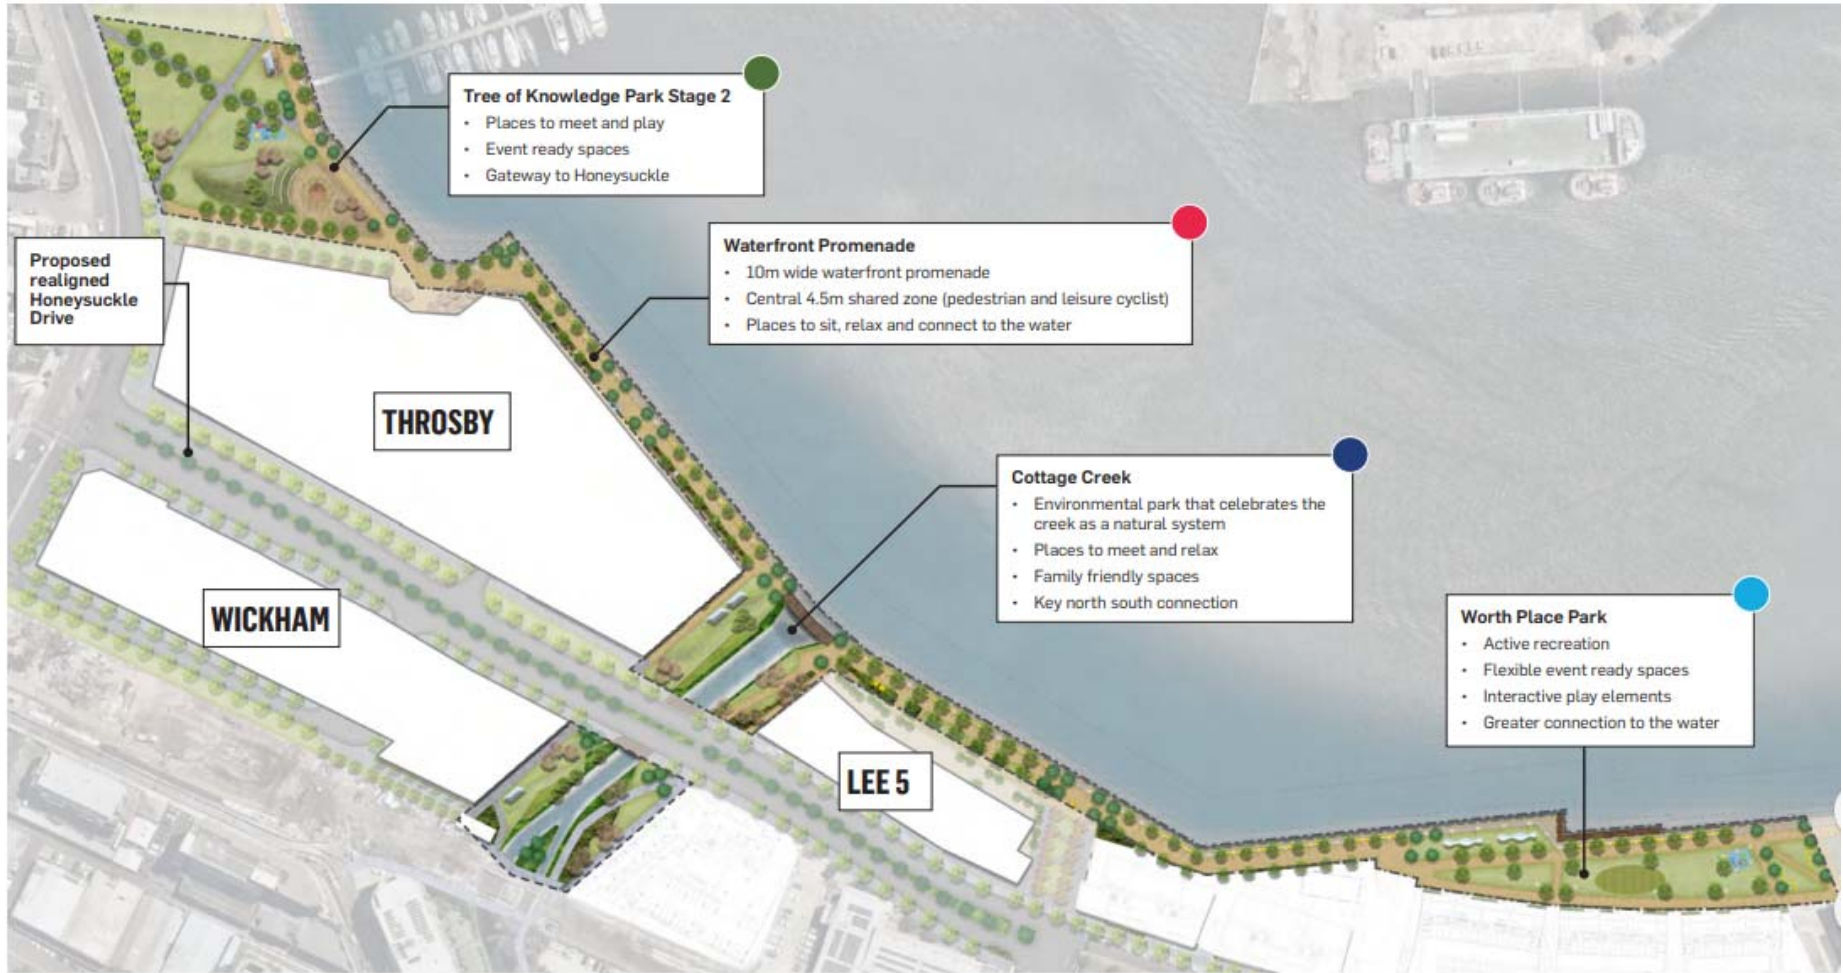 Tree of Knowledge Park Stage 2
• Places to meet and play
• Event ready spaces
• Gateway to Honeysuckle
Waterfront Promenade
• 10m wide waterfront promenade
• Central 4.5m shared zone (pedestrian and leisure cyclist)
• Places to sit, relax and connect to the water
Proposed
realigned
Honeysuckle
Drive
THROSBY
Cottage Creek
• Environmental park that celebrates the
creek as a natural system
• Places to meet and relax
• Family friendly spaces
• Key north south connection
WICKHAM
Worth Place Park
• Active recreation
• Flexible event ready spaces
• Interactive play elements
• Greater connection to the water
LEE 5